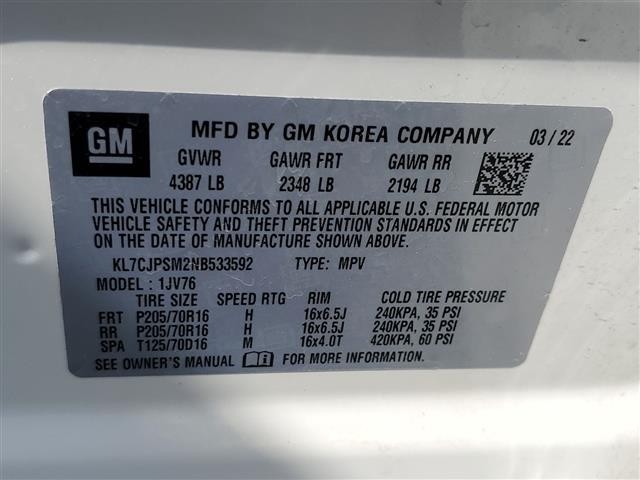 GM MFD BY GM KOREA COMPANY 03/22
GVWR GAWR FRT GAWR RR
4387 LB 2348 LB 2194 LB
THIS VEHICLE CONFORMS TO ALL APPLICABLE U.S. FEDERAL MOTOR
VEHICLE SAFETY AND THEFT PREVENTION STANDARDS IN EFFECT
ON THE DATE OF MANUFACTURE SHOWN ABOVE.
KL7CJPSM2NB533592 TYPE: MPV
MODEL : 1JV76
TIRE SIZE SPEED RTG RIM COLD TIRE PRESSURE
FRT P205/70R16 H 16x6.5J 240KPA, 35 PSI
RR P205/70R16 H 16x6.5J 240KPA, 35 PSI
SPA T125/70D16 M 16x4.0T 420KPA, 60 PSI
SEE OWNER'S MANUAL FOR MORE INFORMATION